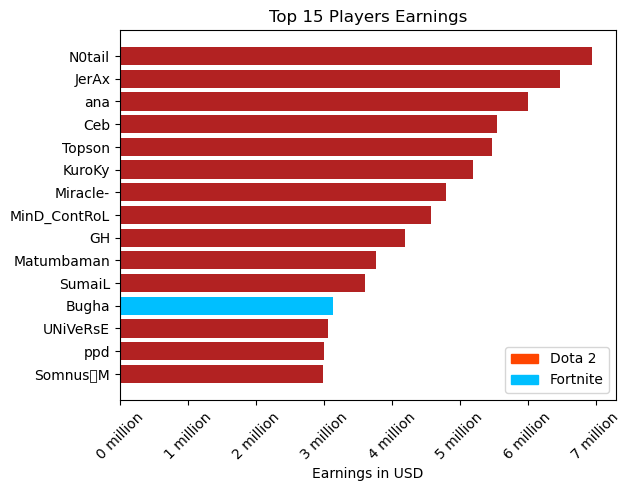 Top 15 Players Earnings
N0tail
JerAx
ana
Ceb
Topson
KuroKy
Miracle-
MinD_ContRoL
GH
Matumbaman
SumaiL
Bugha
UNiVeRsE
ppd
Somnus▯M
Dota 2
Fortnite
0 million
1 million
2 million
3 million
4 million
5 million
6 million
7 million
Earnings in USD